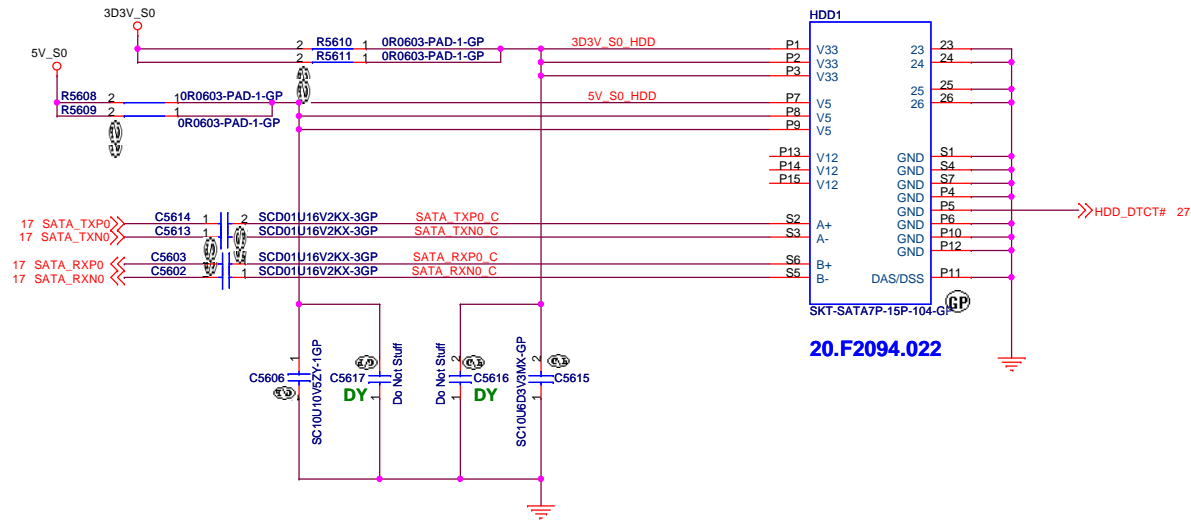 HDD1
3D3V_S0
5V_S0
2 R5610 1 0R0603-PAD-1-GP
2 R5611 1 0R0603-PAD-1-GP
3D3V_S0_HDD
R5608 2 1 0R0603-PAD-1-GP
R5609 2 1
0R0603-PAD-1-GP
5V_S0_HDD
P1 V33
P2 V33
P3 V33
P7 V5
P8 V5
P9 V5
P13 V12
P14 V12
P15 V12
S2 A+
S3 A-
S6 B+
S5 B-
23 23
24 24
25 25
26 26
GND S1
GND S4
GND S7
GND P4
GND P5
GND P6
GND P10
GND P12
DAS/DSS P11
HDD_DTCT# 27
17 SATA_TXP0 C5614 1 2 SCD01U16V2KX-3GP SATA_TXP0_C
17 SATA_TXN0 C5613 1 SCD01U16V2KX-3GP SATA_TXN0_C
17 SATA_RXP0 C5603 SCD01U16V2KX-3GP SATA_RXP0_C
17 SATA_RXN0 C5602 1 SCD01U16V2KX-3GP SATA_RXN0_C
SKT-SATA7P-15P-104-GP
GP
20.F2094.022
1 C5606 SC10U10V5ZY-1GP
C5617 1 Do Not Stuff
DY
2 C5616 1 Do Not Stuff
DY
2 C5615 1 SC10U6D3V3MX-GP